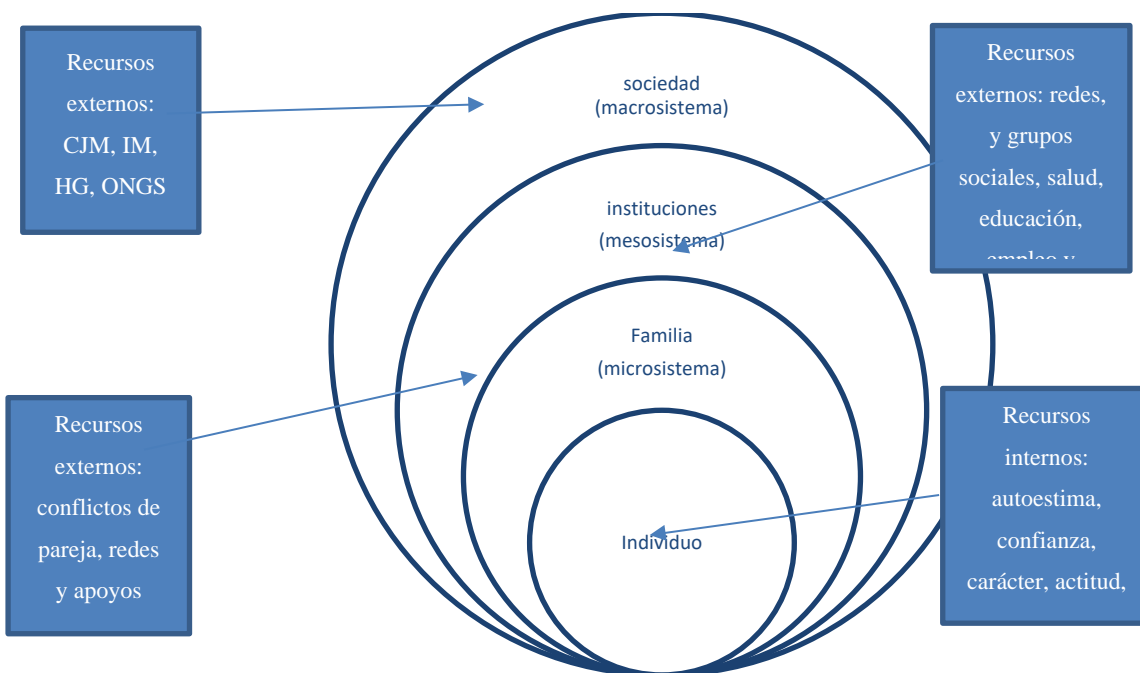 Recursos
externos:
CJM, IM,
HG, ONGS
sociedad
(macrosistema)
Recursos
externos: redes,
y grupos
sociales, salud,
educación,
empleo y
instituciones
(mesosistema)
Familia
(microsistema)
Recursos
externos:
conflictos de
pareja, redes
y apoyos
Recursos
internos:
autoestima,
confianza,
carácter, actitud,
Individuo